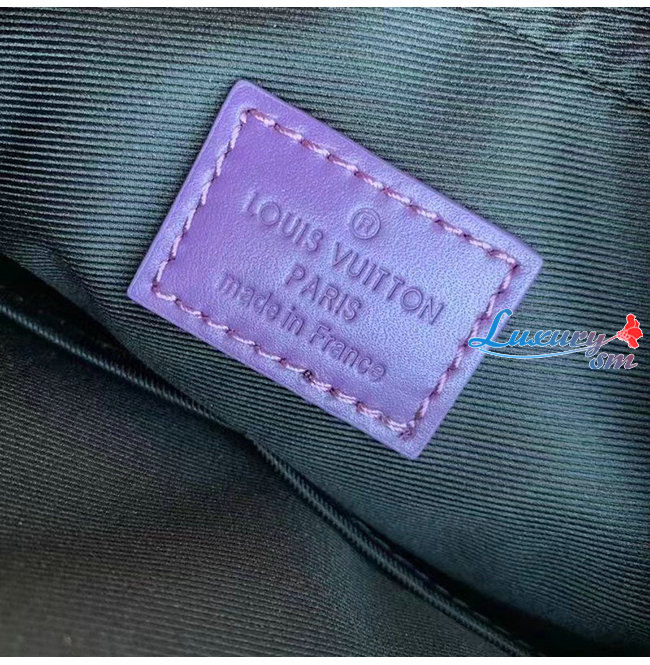 ®
LOUIS VUITTON
PARIS
made in France
Luxury
sm